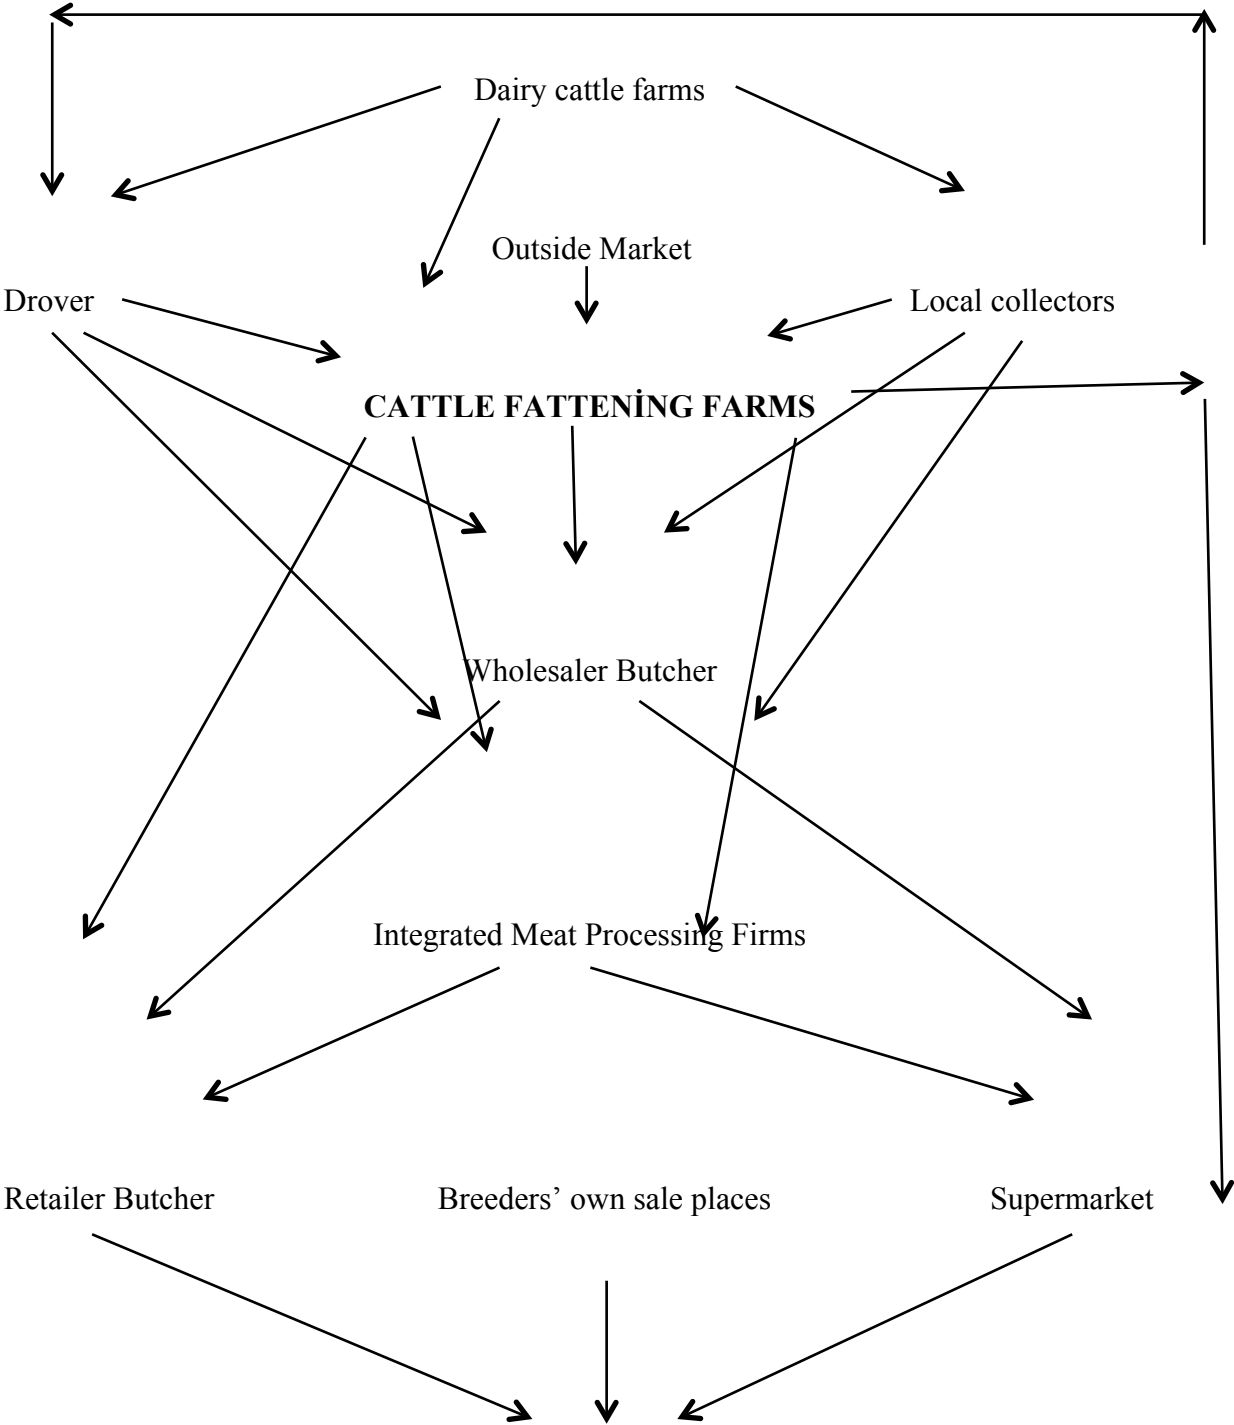 Dairy cattle farms
Outside Market
Drover
Local collectors
CATTLE FATTENİNG FARMS
Wholesaler Butcher
Integrated Meat Processing Firms
Retailer Butcher
Breeders’ own sale places
Supermarket